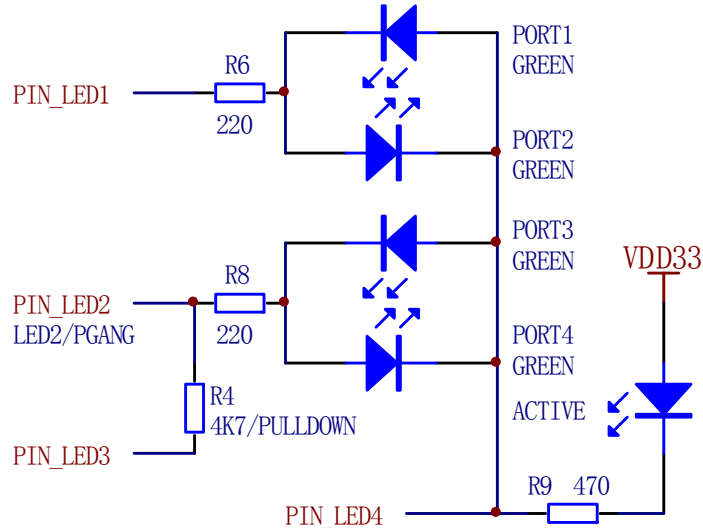 PORT1
GREEN
R6
PIN_LED1
220
PORT2
GREEN
PORT3
GREEN
VDD33
R8
PIN_LED2
LED2/PGANG
220
PORT4
GREEN
R4
4K7/PULLDOWN
ACTIVE
PIN_LED3
R9 470
PIN_LED4